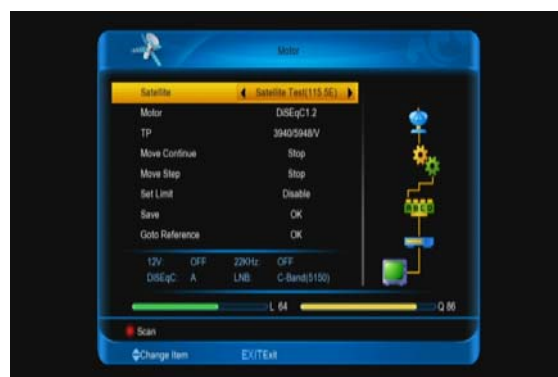 Motor
Satellite Satellite Test(115.5E)
Motor DiSEqC1.2
TP 3940/5948/V
Move Continue Stop
Move Step Stop
Set Limit Disable
Save OK
Goto Reference OK
12V: OFF 22KHz: OFF
DiSEqC: A LNB: C-Band(5150)
L 64 Q 86
Scan
Change Item EXITExit
ABCD